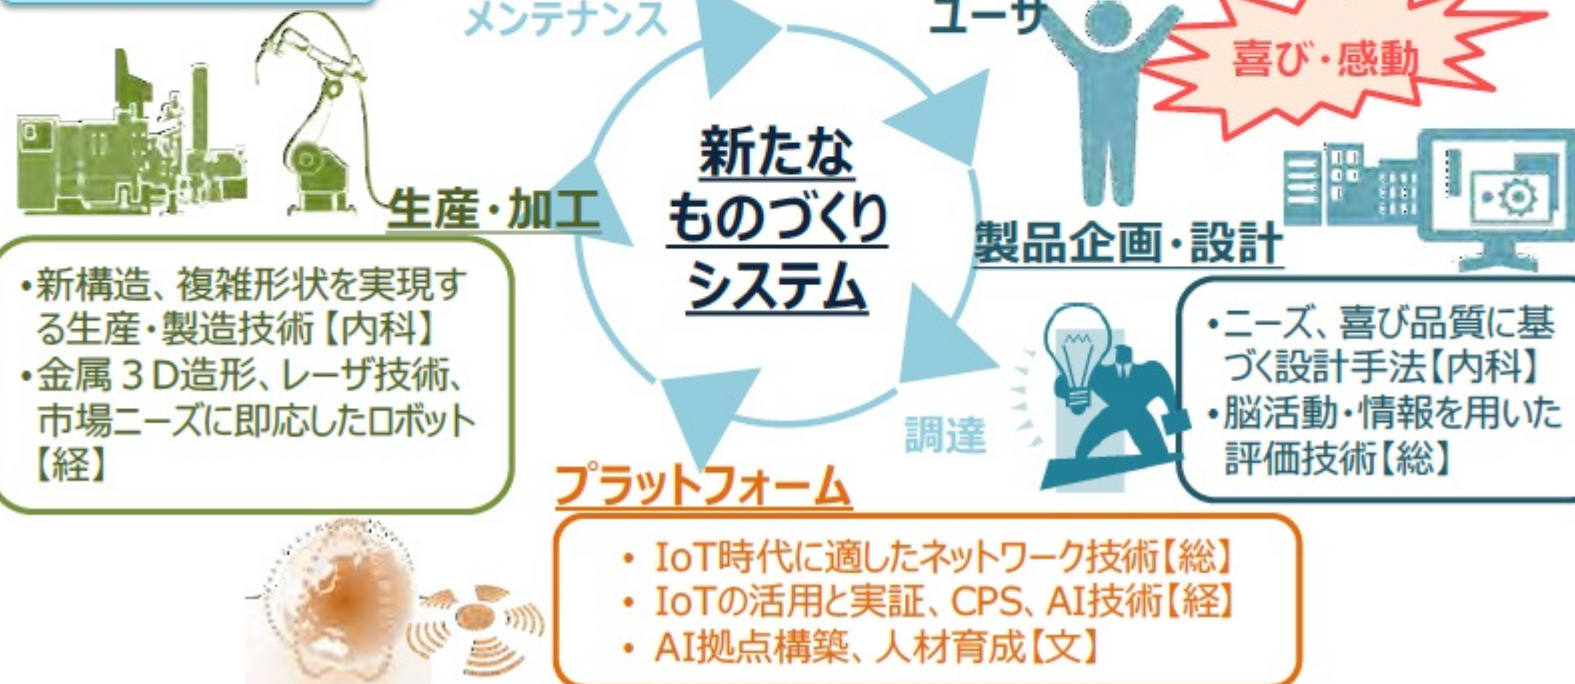 メンテナンス
ユーザ
喜び・感動
新たな
ものづくり
システム
生産・加工
・新構造、複雑形状を実現す
る生産・製造技術【内科】
・金属３D造形、レーザ技術、
市場ニーズに即応したロボット
【経】
製品企画・設計
・ニーズ、喜び品質に基
づく設計手法【内科】
・脳活動・情報を用いた
評価技術【総】
調達
プラットフォーム
・IoT時代に適したネットワーク技術【総】
・IoTの活用と実証、CPS、AI技術【経】
・AI拠点構築、人材育成【文】